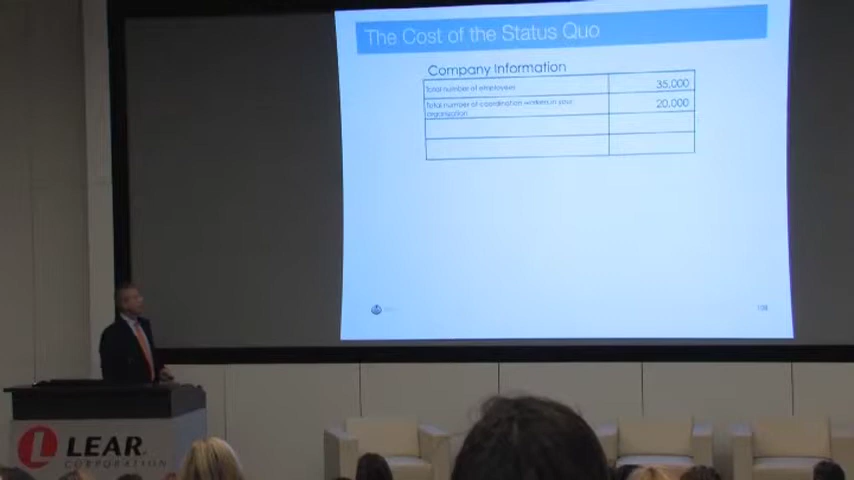 The Cost of the Status Quo
Company Information
Total number of employees
35,000
Total number of coordination workers in your
organization
20,000
L LEAR
CORPORATION